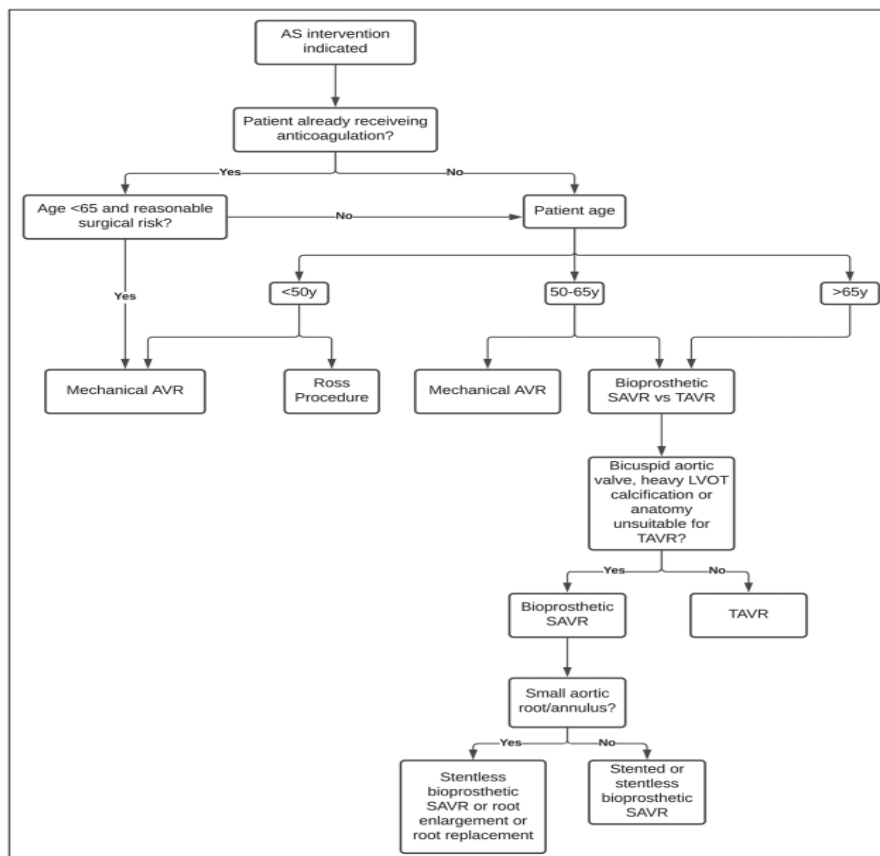 AS intervention
indicated
Patient already receiveing
anticoagulation?
Yes
No
Age <65 and reasonable
surgical risk?
No
Patient age
Yes
<50y
50-65y
>65y
Mechanical AVR
Ross
Procedure
Mechanical AVR
Bioprosthetic
SAVR vs TAVR
Bicuspid aortic
valve, heavy LVOT
calcification or
anatomy
unsuitable for
TAVR?
Yes
No
Bioprosthetic
SAVR
TAVR
Small aortic
root/annulus?
Yes
No
Stentless
bioprosthetic
SAVR or root
enlargement or
root replacement
Stented or
stentless
bioprosthetic
SAVR